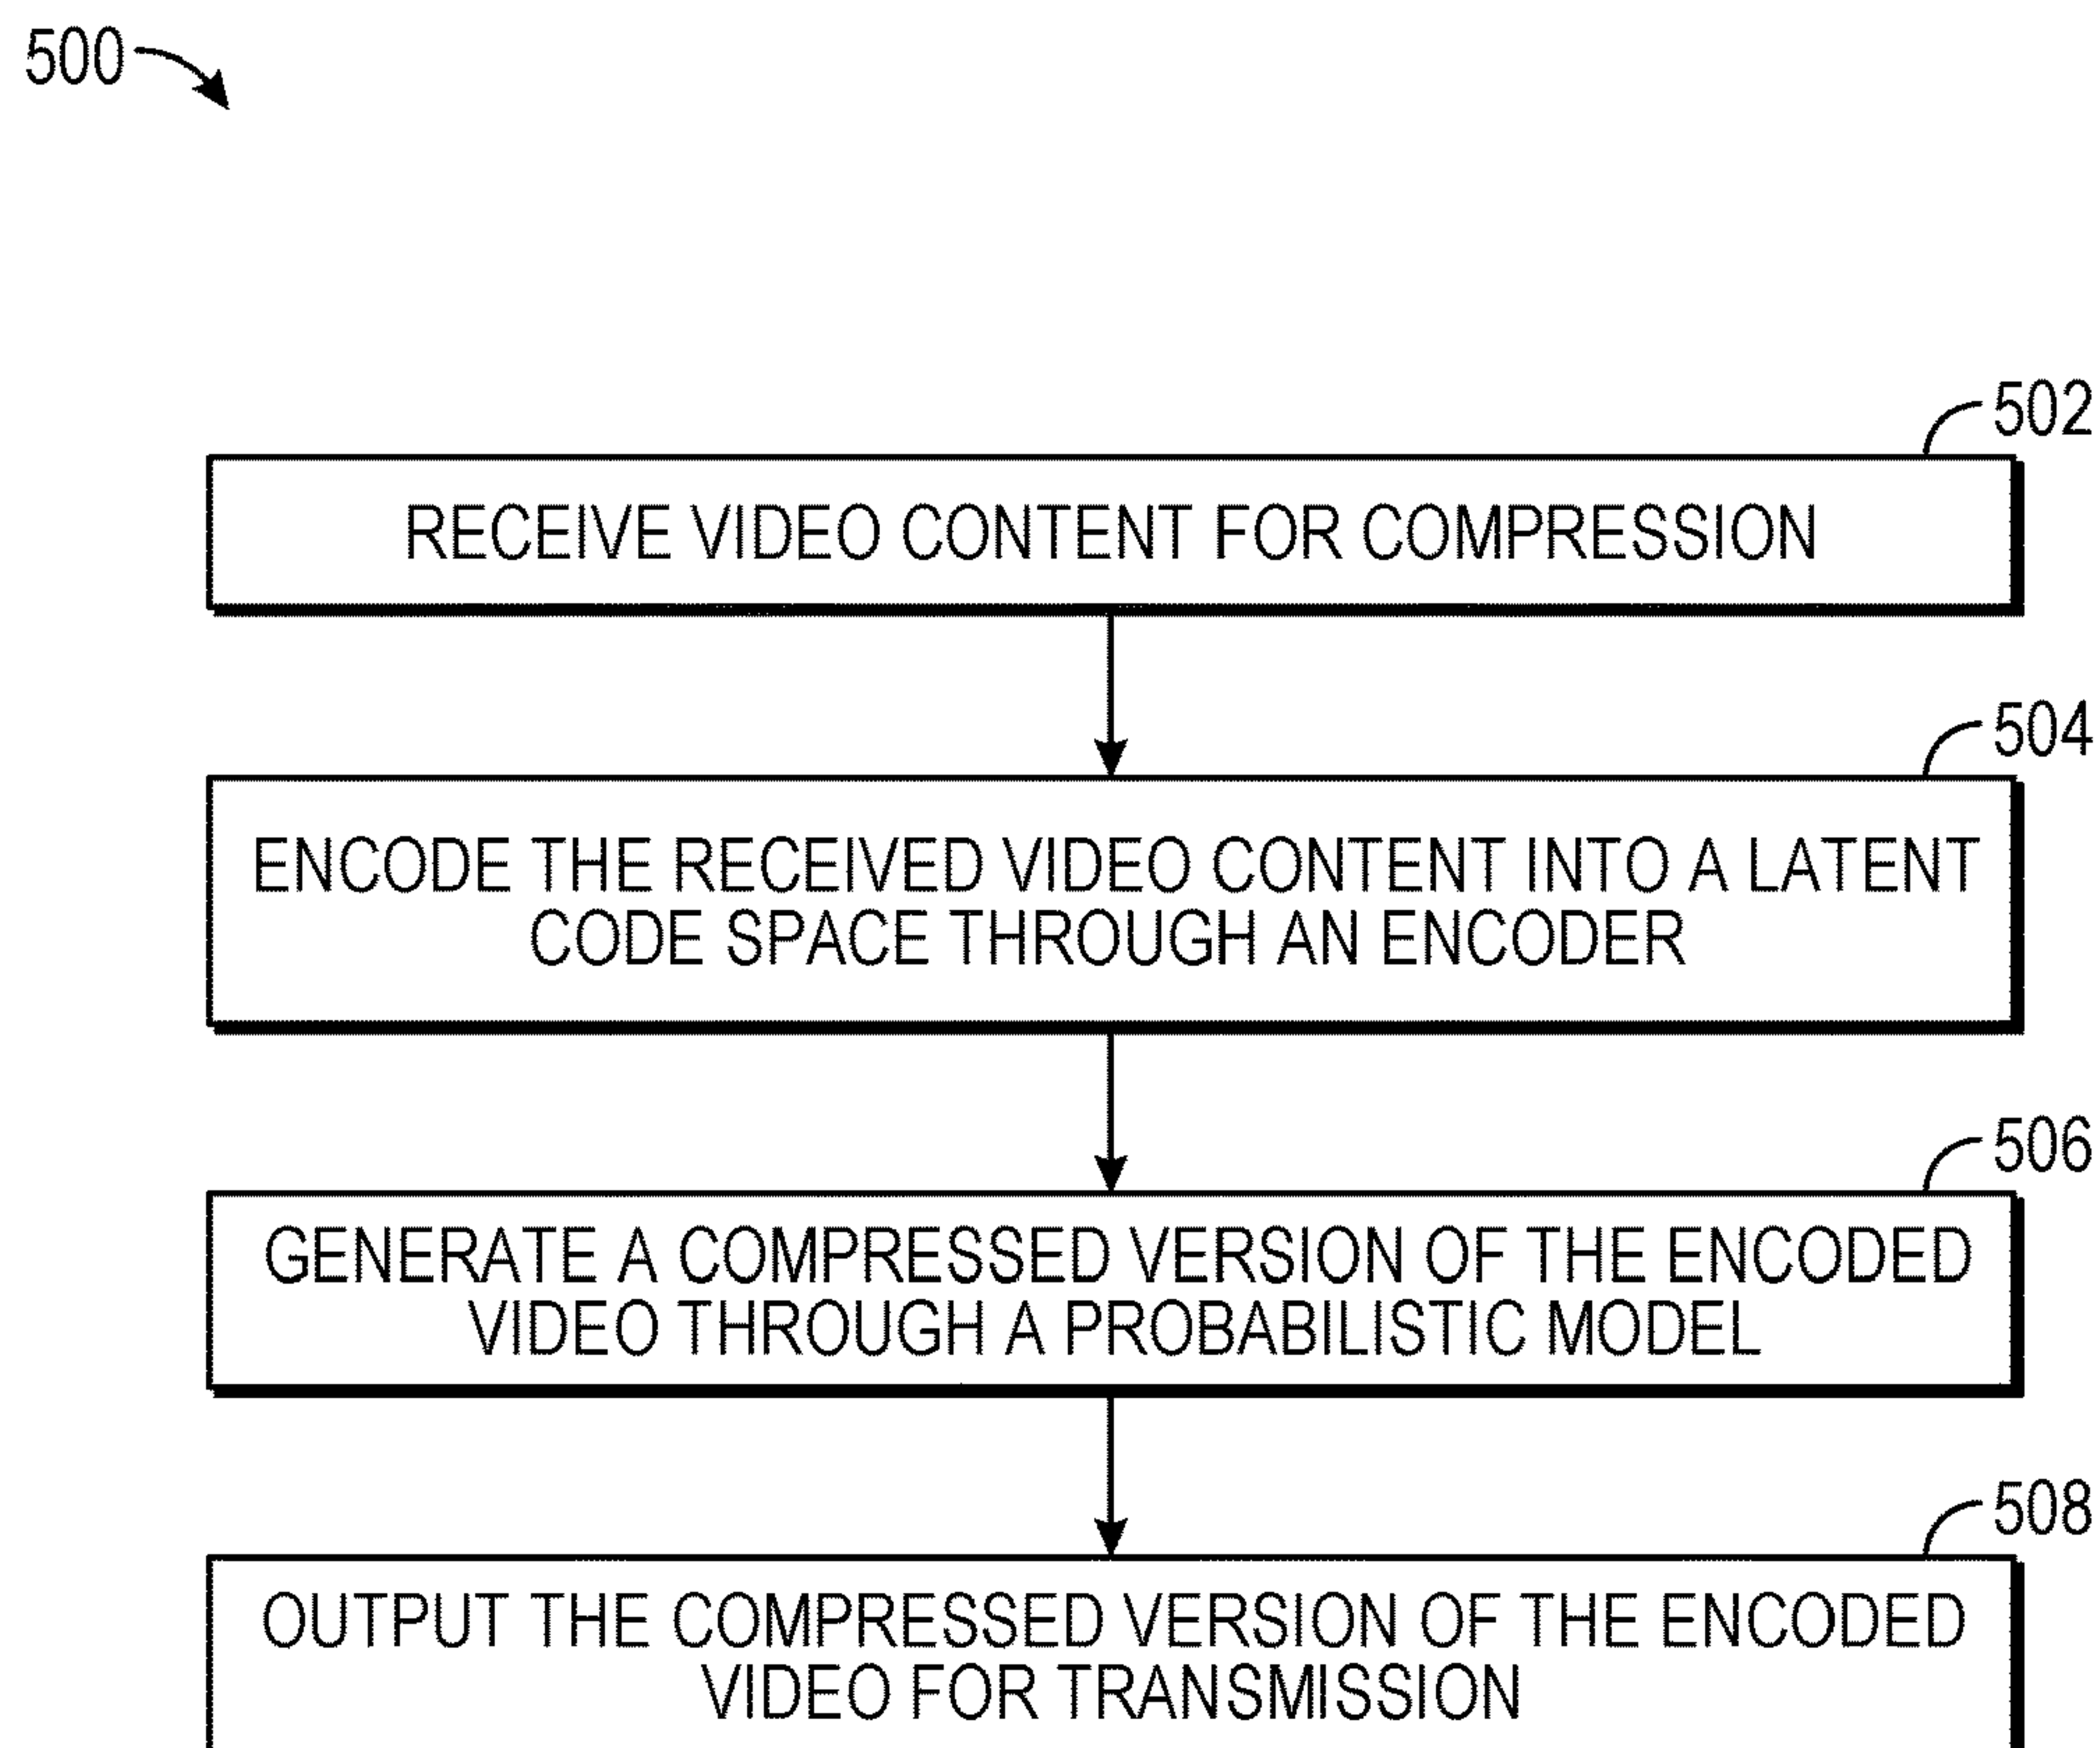 500
502
RECEIVE VIDEO CONTENT FOR COMPRESSION
504
ENCODE THE RECEIVED VIDEO CONTENT INTO A LATENT
CODE SPACE THROUGH AN ENCODER
506
GENERATE A COMPRESSED VERSION OF THE ENCODED
VIDEO THROUGH A PROBABILISTIC MODEL
508
OUTPUT THE COMPRESSED VERSION OF THE ENCODED
VIDEO FOR TRANSMISSION